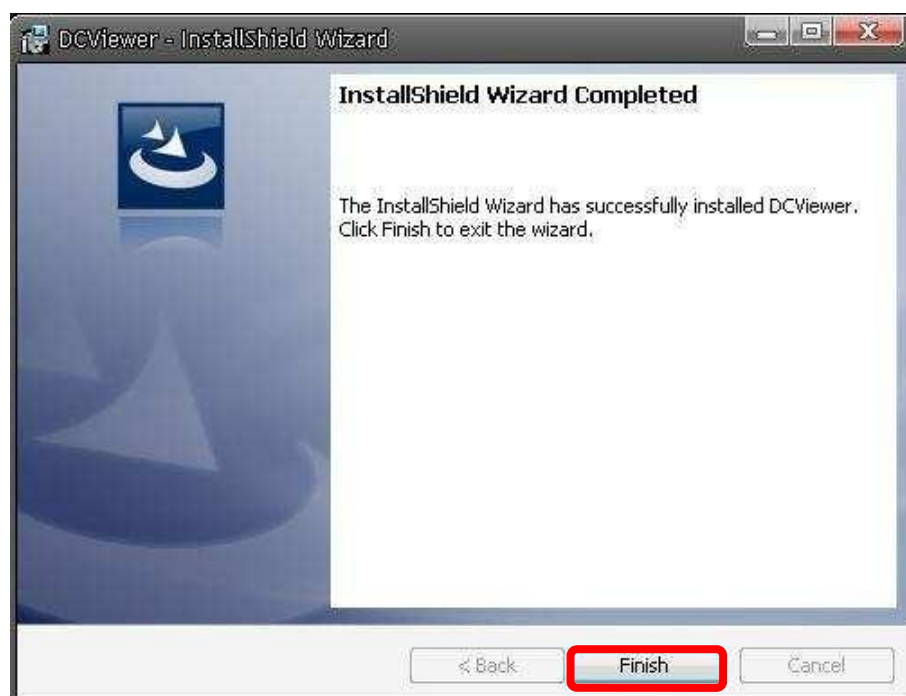 DCViewer - InstallShield Wizard
InstallShield Wizard Completed
The InstallShield Wizard has successfully installed DCViewer.
Click Finish to exit the wizard.
< Back
Finish
Cancel